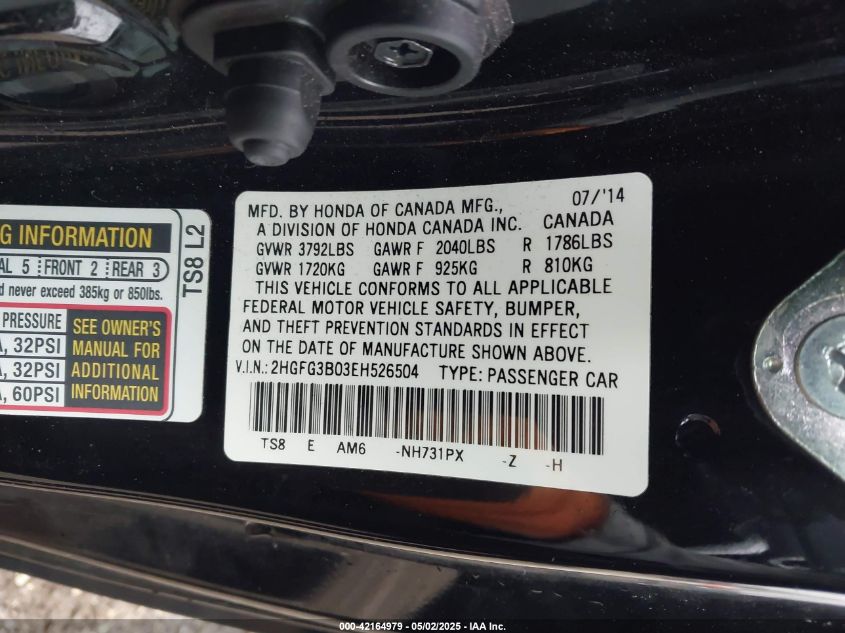 G INFORMATION
AL 5 FRONT 2 REAR 3
d never exceed 385kg or 850lbs.
PRESSURE
A, 32PSI
A, 32PSI
A, 60PSI
SEE OWNER'S
MANUAL FOR
ADDITIONAL
INFORMATION
TS8 L2
MFD. BY HONDA OF CANADA MFG., 07/'14
A DIVISION OF HONDA CANADA INC. CANADA
GVWR 3792LBS GAWR F 2040LBS R 1786LBS
GVWR 1720KG GAWR F 925KG R 810KG
THIS VEHICLE CONFORMS TO ALL APPLICABLE
FEDERAL MOTOR VEHICLE SAFETY, BUMPER,
AND THEFT PREVENTION STANDARDS IN EFFECT
ON THE DATE OF MANUFACTURE SHOWN ABOVE.
V.I.N.: 2HGFG3B03EH526504 TYPE: PASSENGER CAR
TS8 E AM6 -NH731PX -Z -H
000-42164979 - 05/02/2025 - IAA Inc.